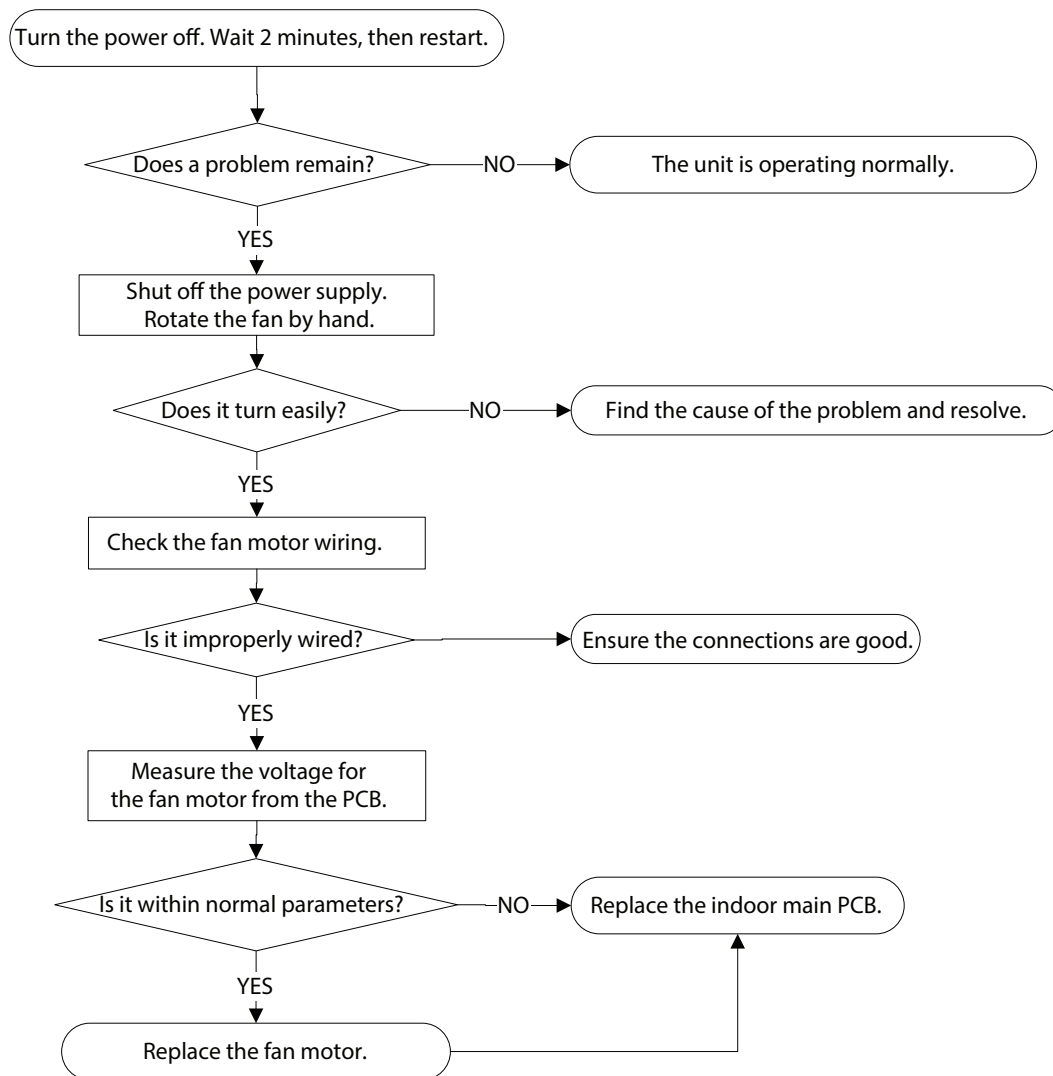 Turn the power off. Wait 2 minutes, then restart.
Does a problem remain?
NO
The unit is operating normally.
YES
Shut off the power supply.
Rotate the fan by hand.
Does it turn easily?
NO
Find the cause of the problem and resolve.
YES
Check the fan motor wiring.
Is it improperly wired?
Ensure the connections are good.
YES
Measure the voltage for
the fan motor from the PCB.
Is it within normal parameters?
NO
Replace the indoor main PCB.
YES
Replace the fan motor.